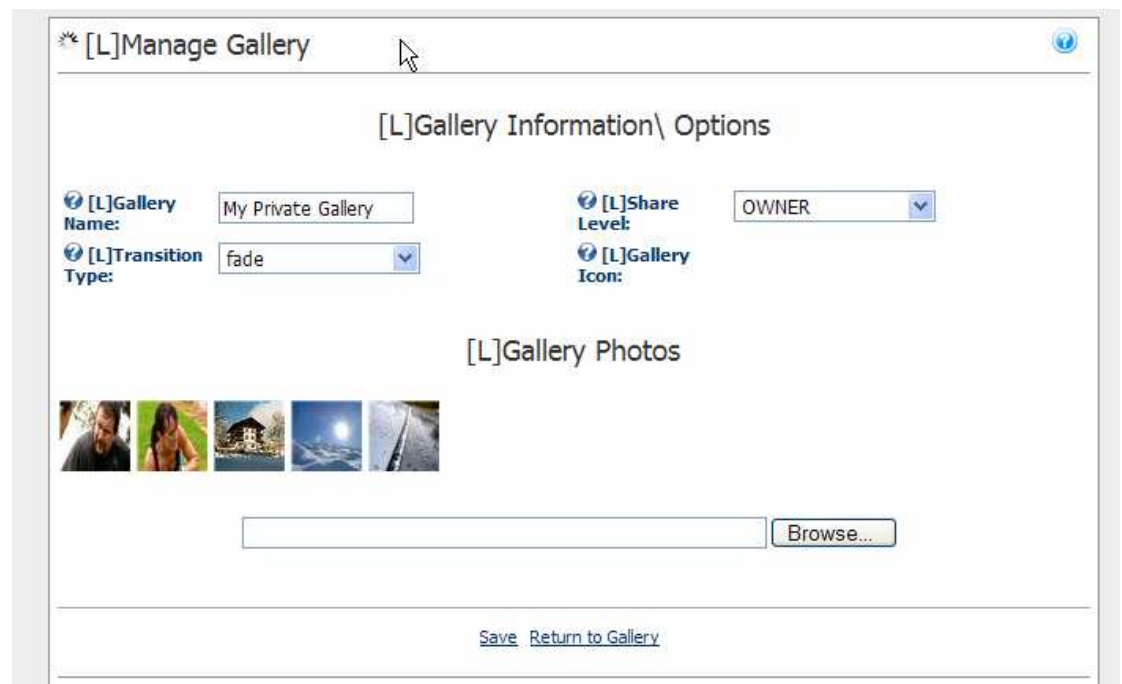 [L]Manage Gallery
[L]Gallery Information\ Options
[L]Gallery Name:
My Private Gallery
[L]Share Level:
OWNER
[L]Transition Type:
fade
[L]Gallery Icon:
[L]Gallery Photos
Browse...
Save Return to Gallery